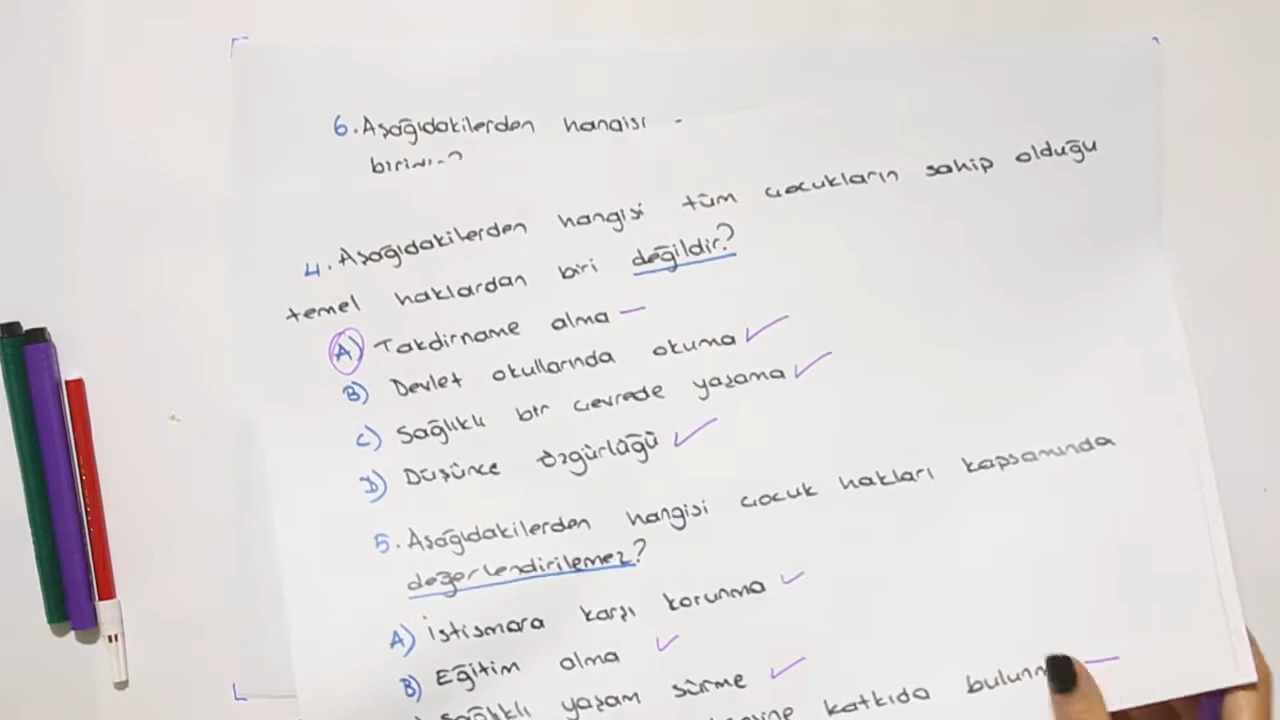 6. Aşağıdakilerden hangisi
4. Aşağıdakilerden hangisi tüm çocukların sahip olduğu
temel haklardan biri değildir?
A) Takdirname alma
B) Devlet okullarında okuma
C) Sağlıklı bir çevrede yaşama
D) Düşünce özgürlüğü
5. Aşağıdakilerden hangisi çocuk hakları kapsamında
değerlendirilemez?
A) İstismara karşı korunma
B) Eğitim alma
Sağlıklı yaşam sürme
katkıda